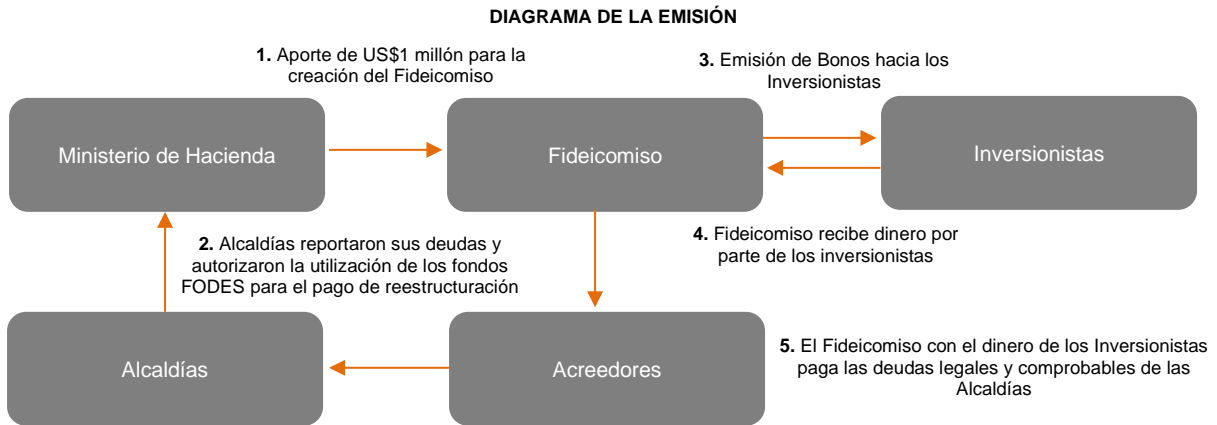 DIAGRAMA DE LA EMISIÓN
1. Aporte de US$1 millón para la
creación del Fideicomiso
3. Emisión de Bonos hacia los
Inversionistas
Ministerio de Hacienda
Fideicomiso
Inversionistas
2. Alcaldías reportaron sus deudas y
autorizaron la utilización de los fondos
FODES para el pago de reestructuración
4. Fideicomiso recibe dinero por
parte de los inversionistas
Alcaldías
Acreedores
5. El Fideicomiso con el dinero de los Inversionistas
paga las deudas legales y comprobables de las
Alcaldías